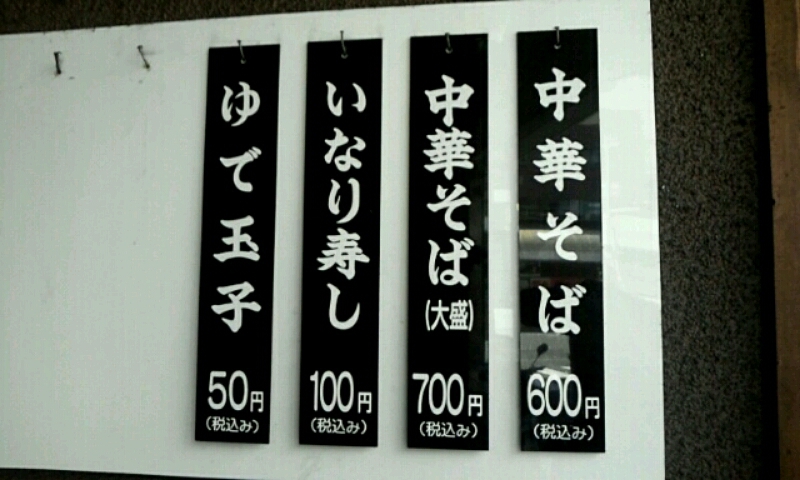 中華そば
600円
(税込み)
中華そば
(大盛)
700円
(税込み)
いなり寿し
100円
(税込み)
ゆで玉子
50円
(税込み)